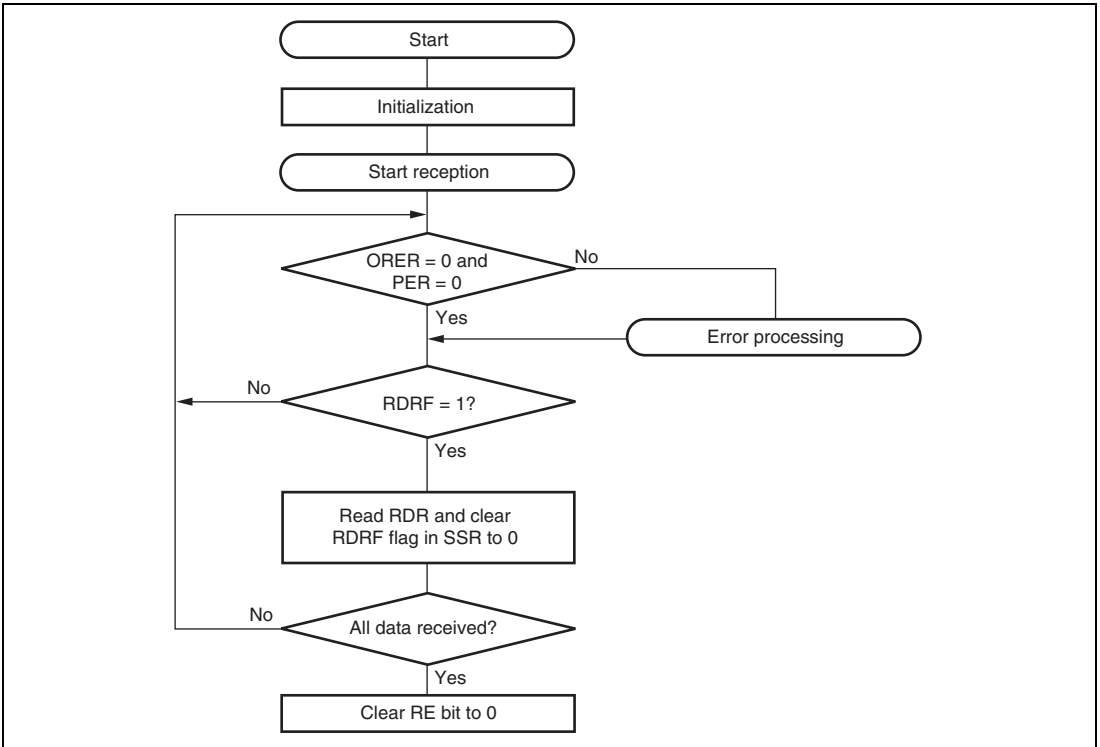 Start
Initialization
Start reception
ORER = 0 and
PER = 0
No
Yes
Error processing
No
RDRF = 1?
Yes
Read RDR and clear
RDRF flag in SSR to 0
No
All data received?
Yes
Clear RE bit to 0